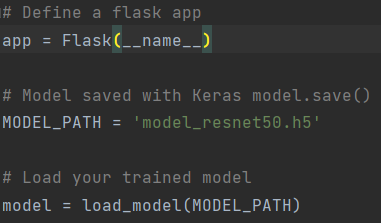 # Define a flask app
app = Flask(__name__)
# Model saved with Keras model.save()
MODEL_PATH = 'model_resnet50.h5'
# Load your trained model
model = load_model(MODEL_PATH)